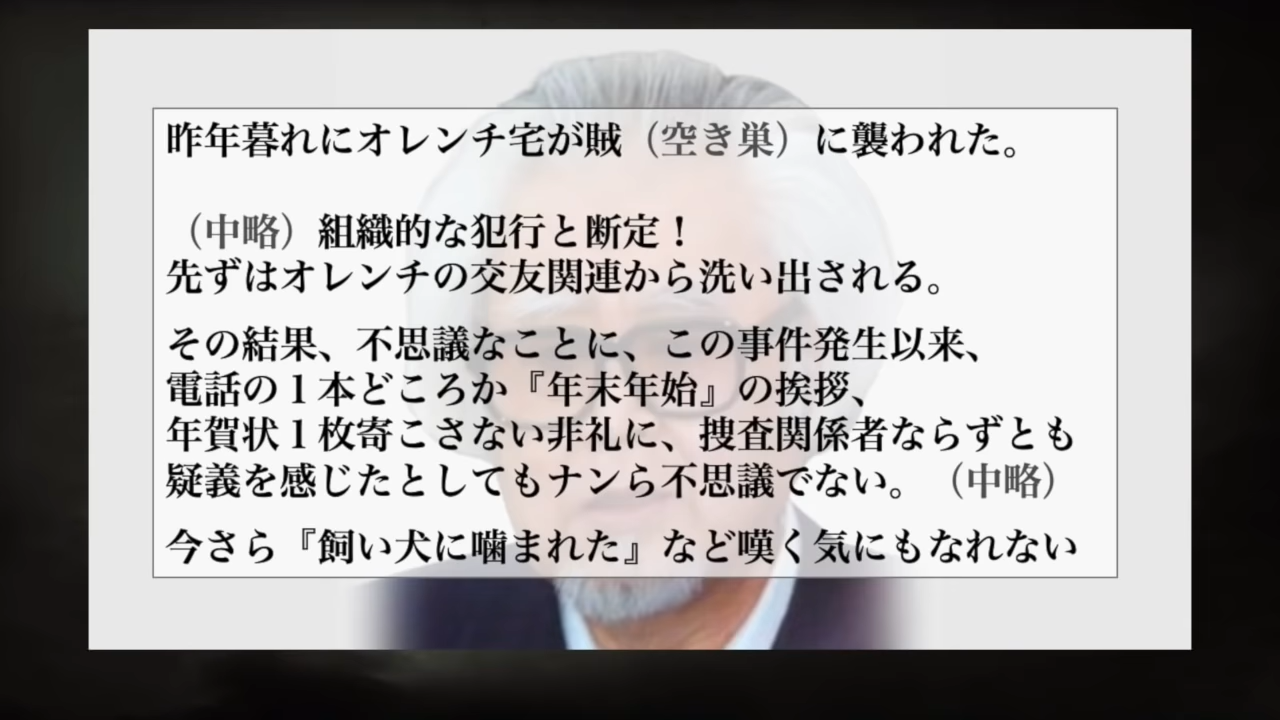 昨年暮れにオレンチ宅が賊（空き巣）に襲われた。
（中略）組織的な犯行と断定！
先ずはオレンチの交友関連から洗い出される。
その結果、不思議なことに、この事件発生以来、
電話の１本どころか『年末年始』の挨拶、
年賀状１枚寄こさない非礼に、捜査関係者ならずとも
疑義を感じたとしてもナンら不思議でない。（中略）
今さら『飼い犬に噛まれた』など嘆く気にもなれない